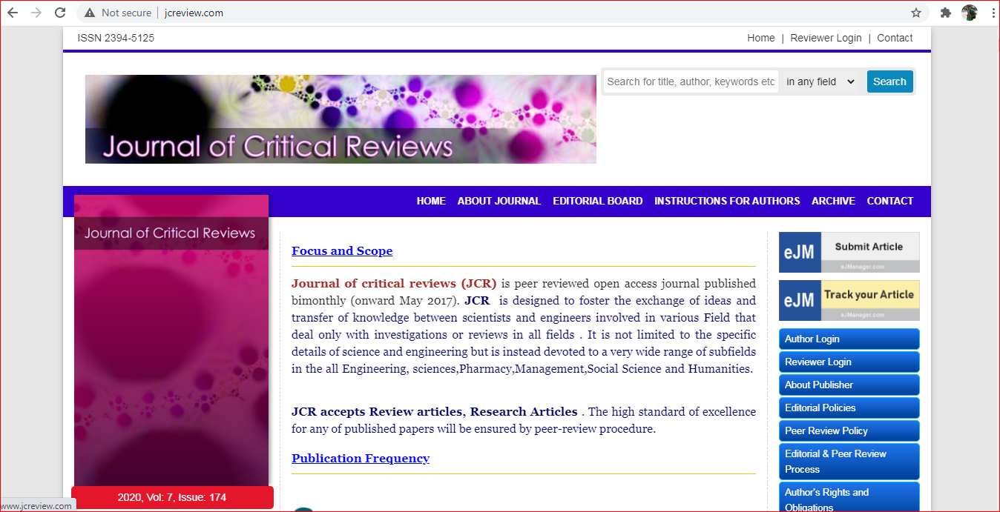 Not secure | jcreview.com
ISSN 2394-5125
Home | Reviewer Login | Contact
Search for title, author, keywords etc
in any field
Search
Journal of Critical Reviews
HOME ABOUT JOURNAL EDITORIAL BOARD INSTRUCTIONS FOR AUTHORS ARCHIVE CONTACT
Journal of Critical Reviews
2020, Vol: 7, Issue: 174
Focus and Scope
Journal of critical reviews (JCR) is peer reviewed open access journal published
bimonthly (onward May 2017). JCR is designed to foster the exchange of ideas and
transfer of knowledge between scientists and engineers involved in various Field that
deal only with investigations or reviews in all fields . It is not limited to the specific
details of science and engineering but is instead devoted to a very wide range of subfields
in the all Engineering, sciences,Pharmacy,Management,Social Science and Humanities.
JCR accepts Review articles, Research Articles . The high standard of excellence
for any of published papers will be ensured by peer-review procedure.
Publication Frequency
eJM Submit Article
eJManager.com
eJM Track your Article
eJManager.com
Author Login
Reviewer Login
About Publisher
Editorial Policies
Peer Review Policy
Editorial & Peer Review
Process
Author's Rights and
Obligations
www.jcreview.com